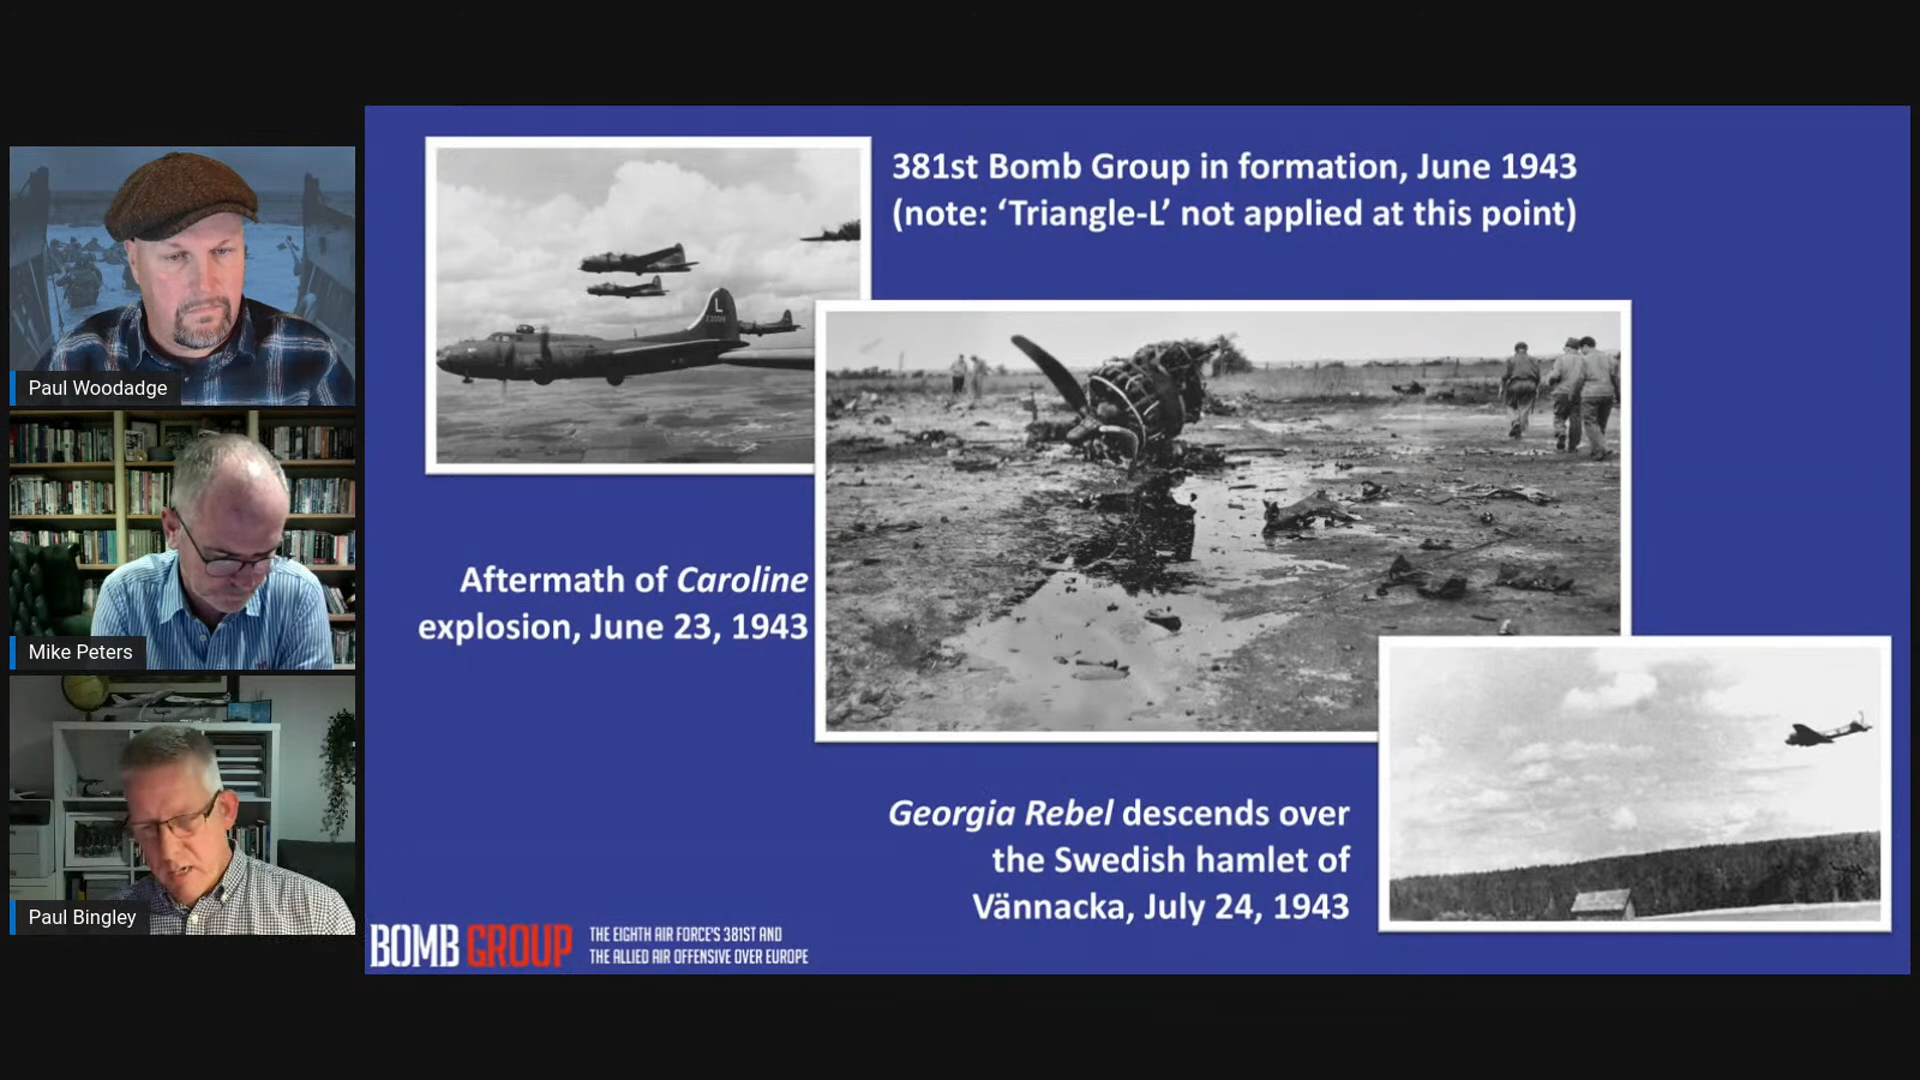 381st Bomb Group in formation, June 1943
(note: ‘Triangle-L’ not applied at this point)
L
Aftermath of Caroline
explosion, June 23, 1943
Georgia Rebel descends over
the Swedish hamlet of
Vännacka, July 24, 1943
BOMB GROUP
THE EIGHTH AIR FORCE'S 381ST AND
THE ALLIED AIR OFFENSIVE OVER EUROPE
Paul Woodadge
Mike Peters
Paul Bingley